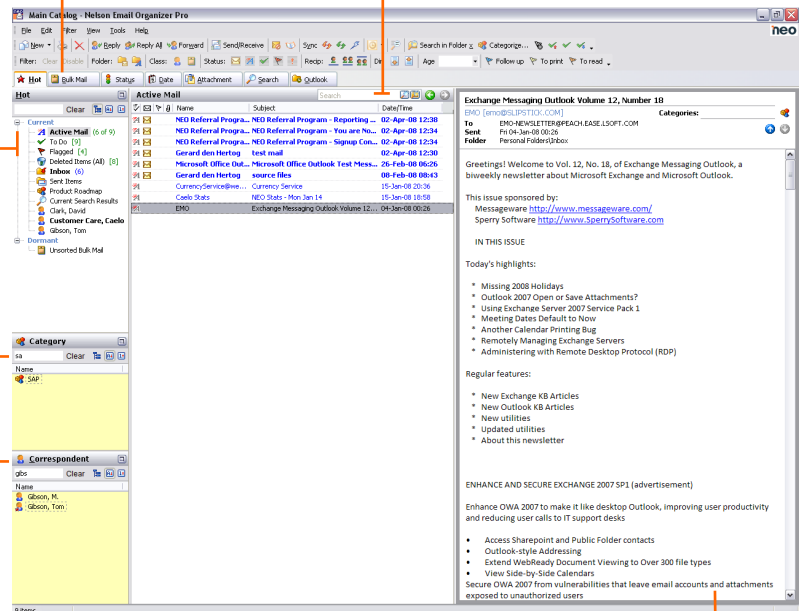 Main Catalog - Nelson Email Organizer Pro
File Edit Filter View Tools Help
neo
New Reply Reply All Forward Send/Receive Sync Search in Folder Categorize...
Filter: Clear Disable Folder: Class: Status: Recip: Age Follow up To print To read
Hot Bulk Mail Status Date Attachment Search Outlook
Hot
Clear
Current
Active Mail (6 of 9)
To Do [9]
Flagged [4]
Deleted Items (All) [8]
Inbox (6)
Sent Items
Product Roadmap
Current Search Results
Clark, David
Customer Care, Caelo
Gibson, Tom
Dormant
Unsorted Bulk Mail
Category
sa Clear
Name
SAP
Correspondent
gibs Clear
Name
Gibson, M.
Gibson, Tom
9 items
Active Mail Search
Name Subject Date/Time
NEO Referral Progra... NEO Referral Program - Reporting ... 02-Apr-08 12:38
NEO Referral Progra... NEO Referral Program - You are No... 02-Apr-08 12:34
NEO Referral Progra... NEO Referral Program - Signup Con... 02-Apr-08 12:34
Gerard den Hertog test mail 02-Apr-08 12:30
Microsoft Office Out... Microsoft Office Outlook Test Mess... 26-Feb-08 06:26
Gerard den Hertog source files 08-Feb-08 08:43
CurrencyService@we... Currency Service 15-Jan-08 20:36
Caelo Stats NEO Stats - Mon Jan 14 15-Jan-08 18:58
EMO Exchange Messaging Outlook Volume 12... 04-Jan-08 00:26
Exchange Messaging Outlook Volume 12, Number 18
EMO [emo@SLIPSTICK.COM] Categories:
To EMO-NEWSLETTER@PEACH.EASE.LSOFT.COM
Sent Fri 04-Jan-08 00:26
Folder Personal Folders\Inbox
Greetings! Welcome to Vol. 12, No. 18, of Exchange Messaging Outlook, a
biweekly newsletter about Microsoft Exchange and Microsoft Outlook.
This issue sponsored by:
Messageware http://www.messageware.com/
Sperry Software http://www.SperrySoftware.com
IN THIS ISSUE
Today's highlights:
* Missing 2008 Holidays
* Outlook 2007 Open or Save Attachments?
* Using Exchange Server 2007 Service Pack 1
* Meeting Dates Default to Now
* Another Calendar Printing Bug
* Remotely Managing Exchange Servers
* Administering with Remote Desktop Protocol (RDP)
Regular features:
* New Exchange KB Articles
* New Outlook KB Articles
* New utilities
* Updated utilities
* About this newsletter
ENHANCE AND SECURE EXCHANGE 2007 SP1 (advertisement)
Enhance OWA 2007 to make it like desktop Outlook, improving user productivity
and reducing user calls to IT support desks
• Access Sharepoint and Public Folder contacts
• Outlook-style Addressing
• Extend WebReady Document Viewing to Over 300 file types
• View Side-by-Side Calendars
Secure OWA 2007 from vulnerabilities that leave email accounts and attachments
exposed to unauthorized users